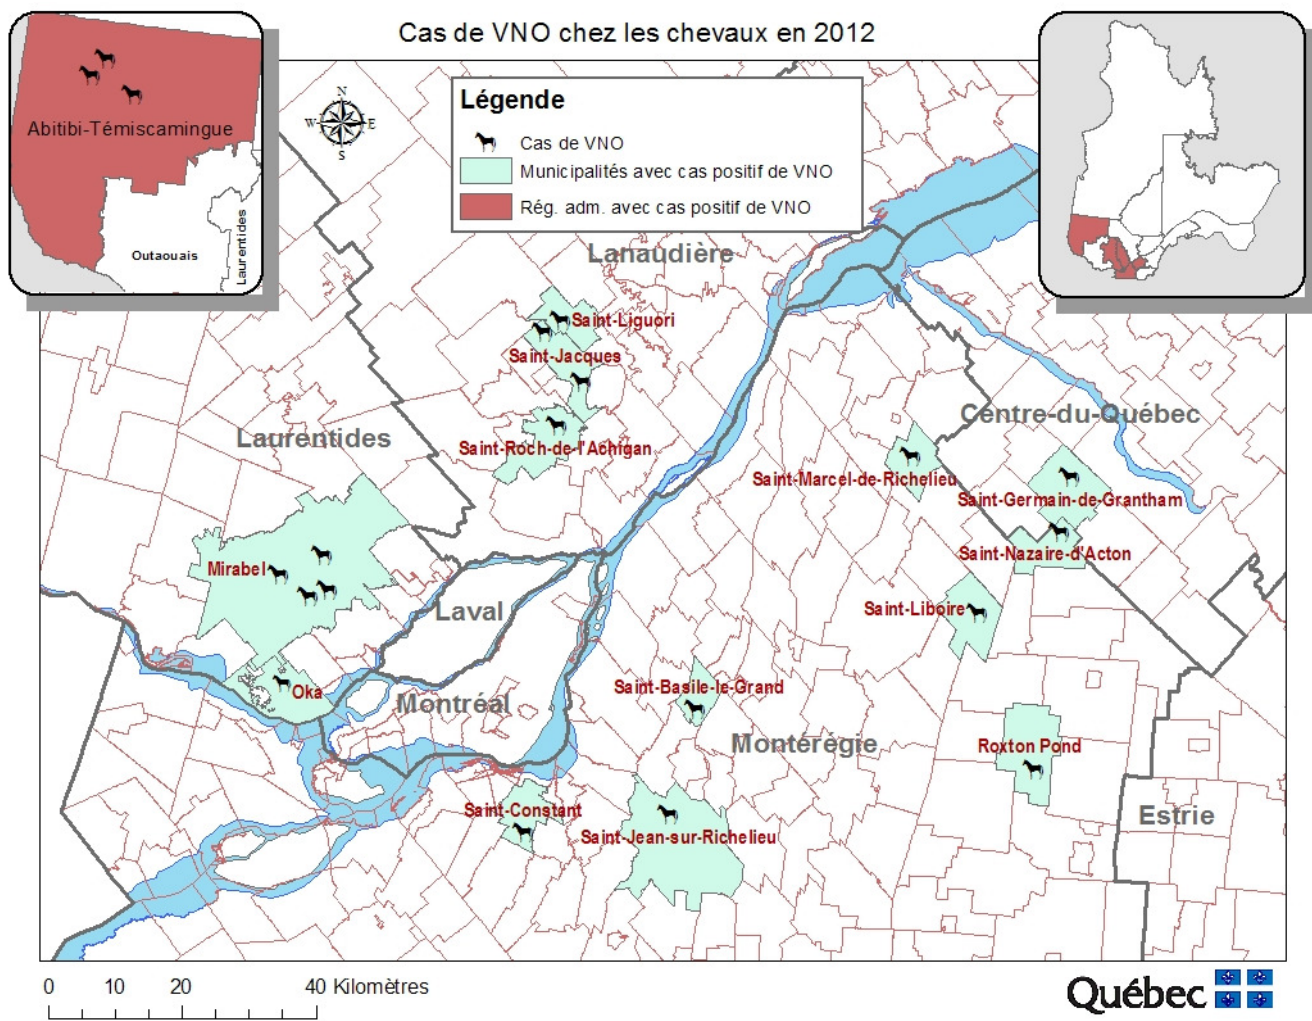 Cas de VNO chez les chevaux en 2012
Abitibi-Témiscamingue
Outaouais
Laurentides
N
W
E
S
Légende
Cas de VNO
Municipalités avec cas positif de VNO
Rég. adm. avec cas positif de VNO
Lanaudière
Saint-Liguori
Saint-Jacques
Saint-Roch-de-l'Achigan
Laurentides
Centre-du-Québec
Saint-Marcel-de-Richelieu
Saint-Germain-de-Grantham
Saint-Nazaire-d'Acton
Mirabel
Laval
Saint-Liboire
Oka
Montréal
Saint-Basile-le-Grand
Montérégie
Roxton Pond
Saint-Constant
Saint-Jean-sur-Richelieu
Estrie
0 10 20 40 Kilomètres
Québec